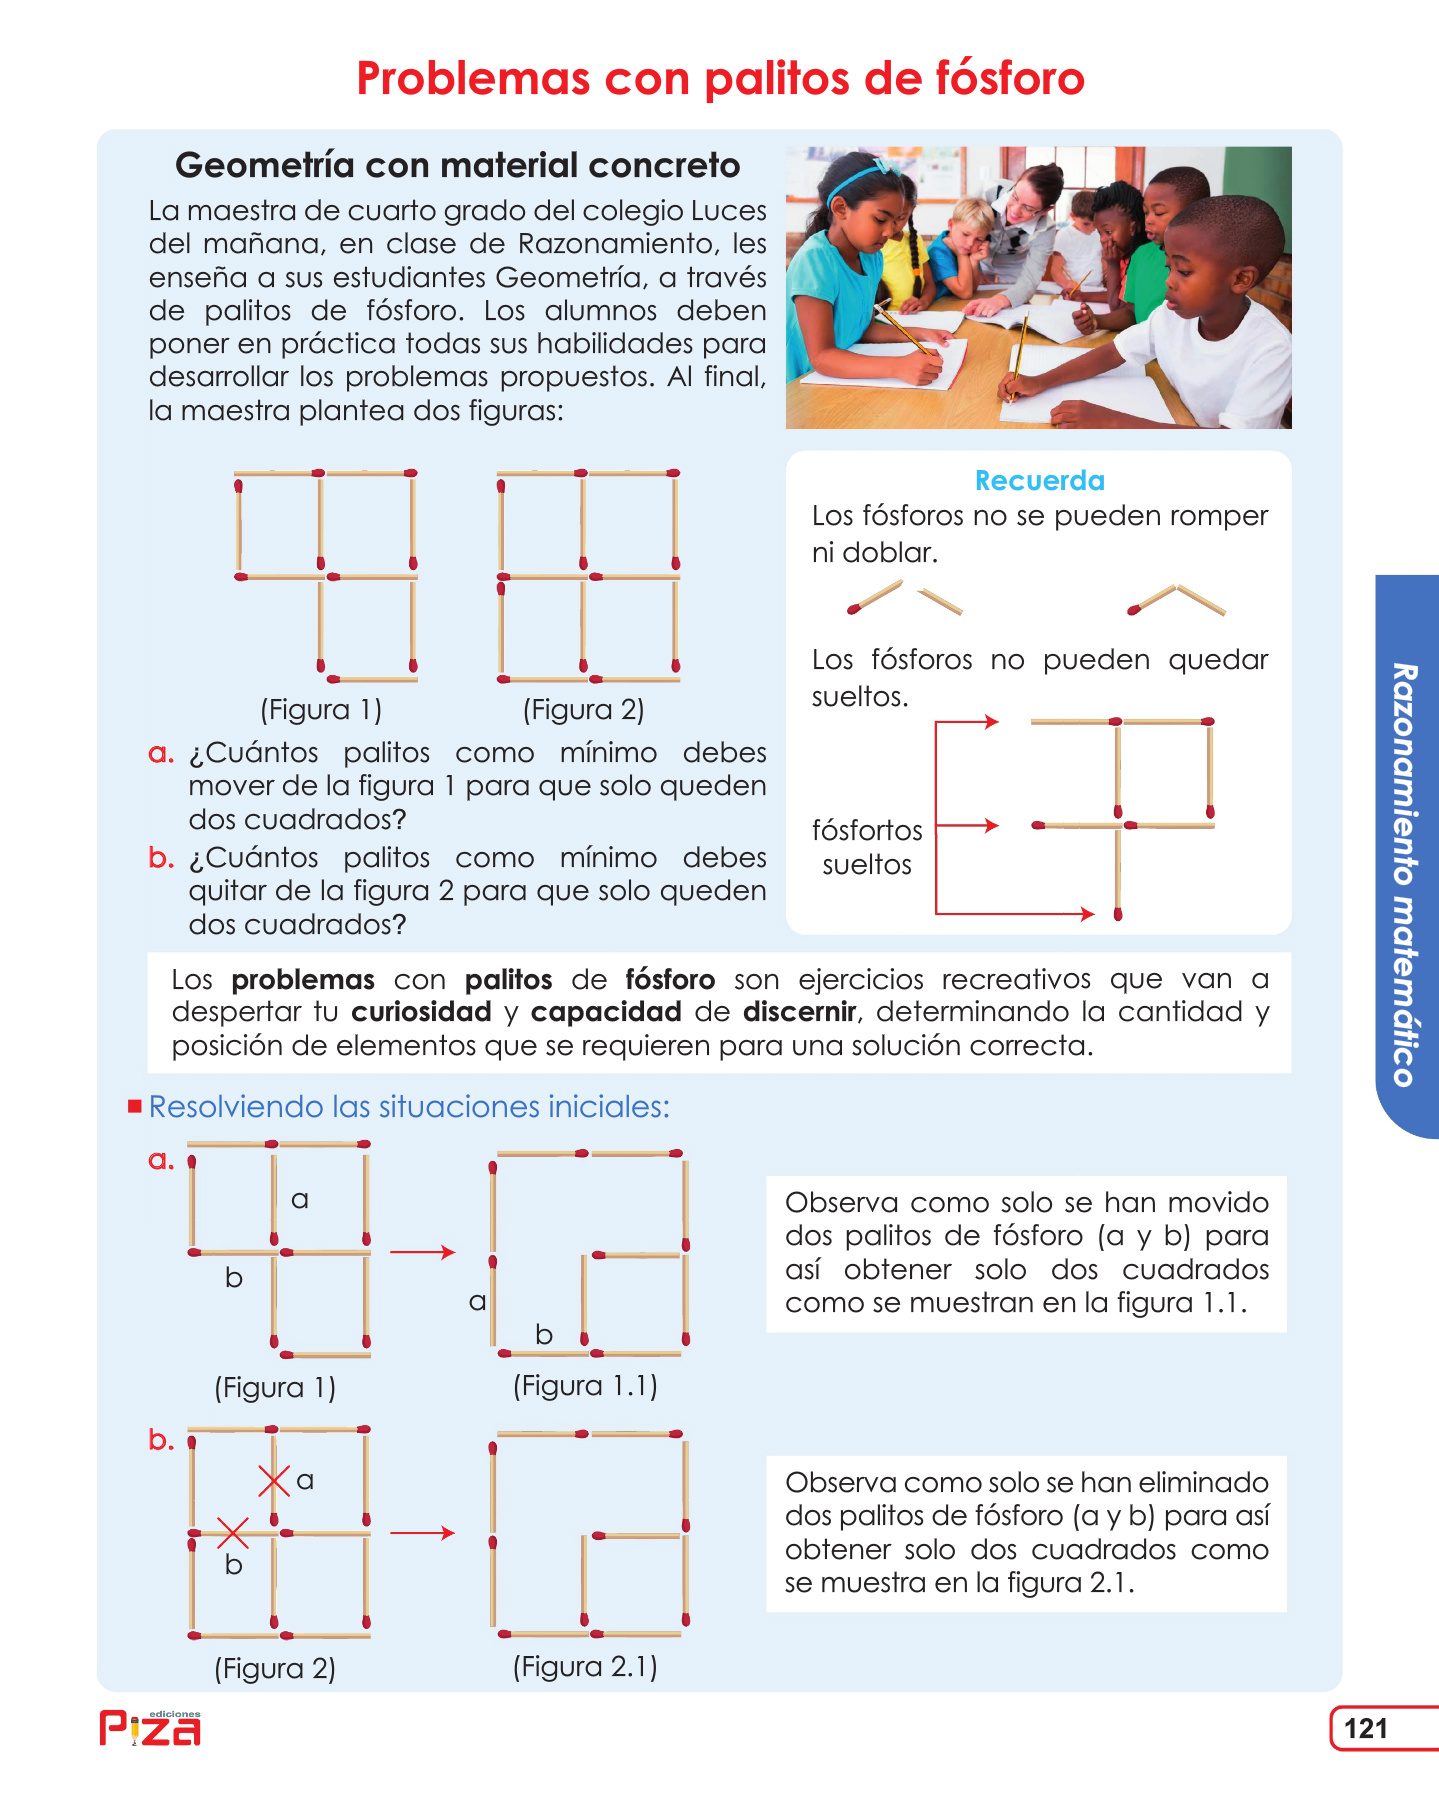 Problemas con palitos de fósforo
Geometría con material concreto
La maestra de cuarto grado del colegio Luces
del mañana, en clase de Razonamiento, les
enseña a sus estudiantes Geometría, a través
de palitos de fósforo. Los alumnos deben
poner en práctica todas sus habilidades para
desarrollar los problemas propuestos. Al final,
la maestra plantea dos figuras:
(Figura 1)
(Figura 2)
a. ¿Cuántos palitos como mínimo debes
mover de la figura 1 para que solo queden
dos cuadrados?
b. ¿Cuántos palitos como mínimo debes
quitar de la figura 2 para que solo queden
dos cuadrados?
Recuerda
Los fósforos no se pueden romper
ni doblar.
Los fósforos no pueden quedar
sueltos.
fósfortos
sueltos
Los problemas con palitos de fósforo son ejercicios recreativos que van a
despertar tu curiosidad y capacidad de discernir, determinando la cantidad y
posición de elementos que se requieren para una solución correcta.
Resolviendo las situaciones iniciales:
a.
a
b
a
b
(Figura 1)
(Figura 1.1)
Observa como solo se han movido
dos palitos de fósforo (a y b) para
así obtener solo dos cuadrados
como se muestran en la figura 1.1.
b.
a
b
(Figura 2)
(Figura 2.1)
Observa como solo se han eliminado
dos palitos de fósforo (a y b) para así
obtener solo dos cuadrados como
se muestra en la figura 2.1.
Razonamiento matemático
ediciones
Piza
121